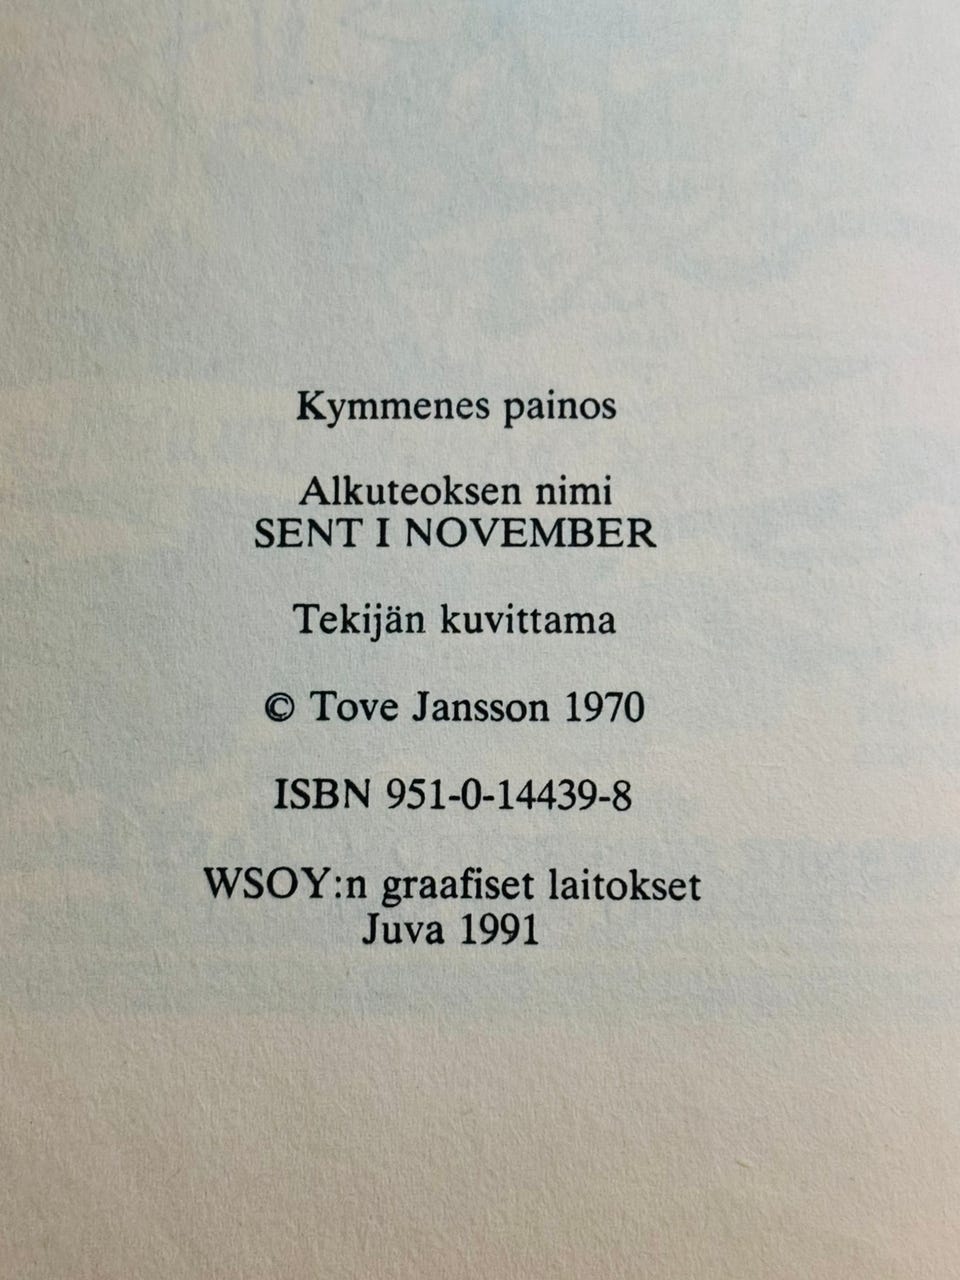 Kymmenes painos
Alkuteoksen nimi
SENT I NOVEMBER
Tekijän kuvittama
© Tove Jansson 1970
ISBN 951-0-14439-8
WSOY:n graafiset laitokset
Juva 1991